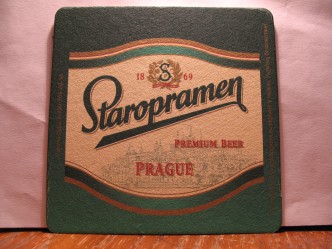 18 S 69
Staropramen
PREMIUM BEER
PRAGUE